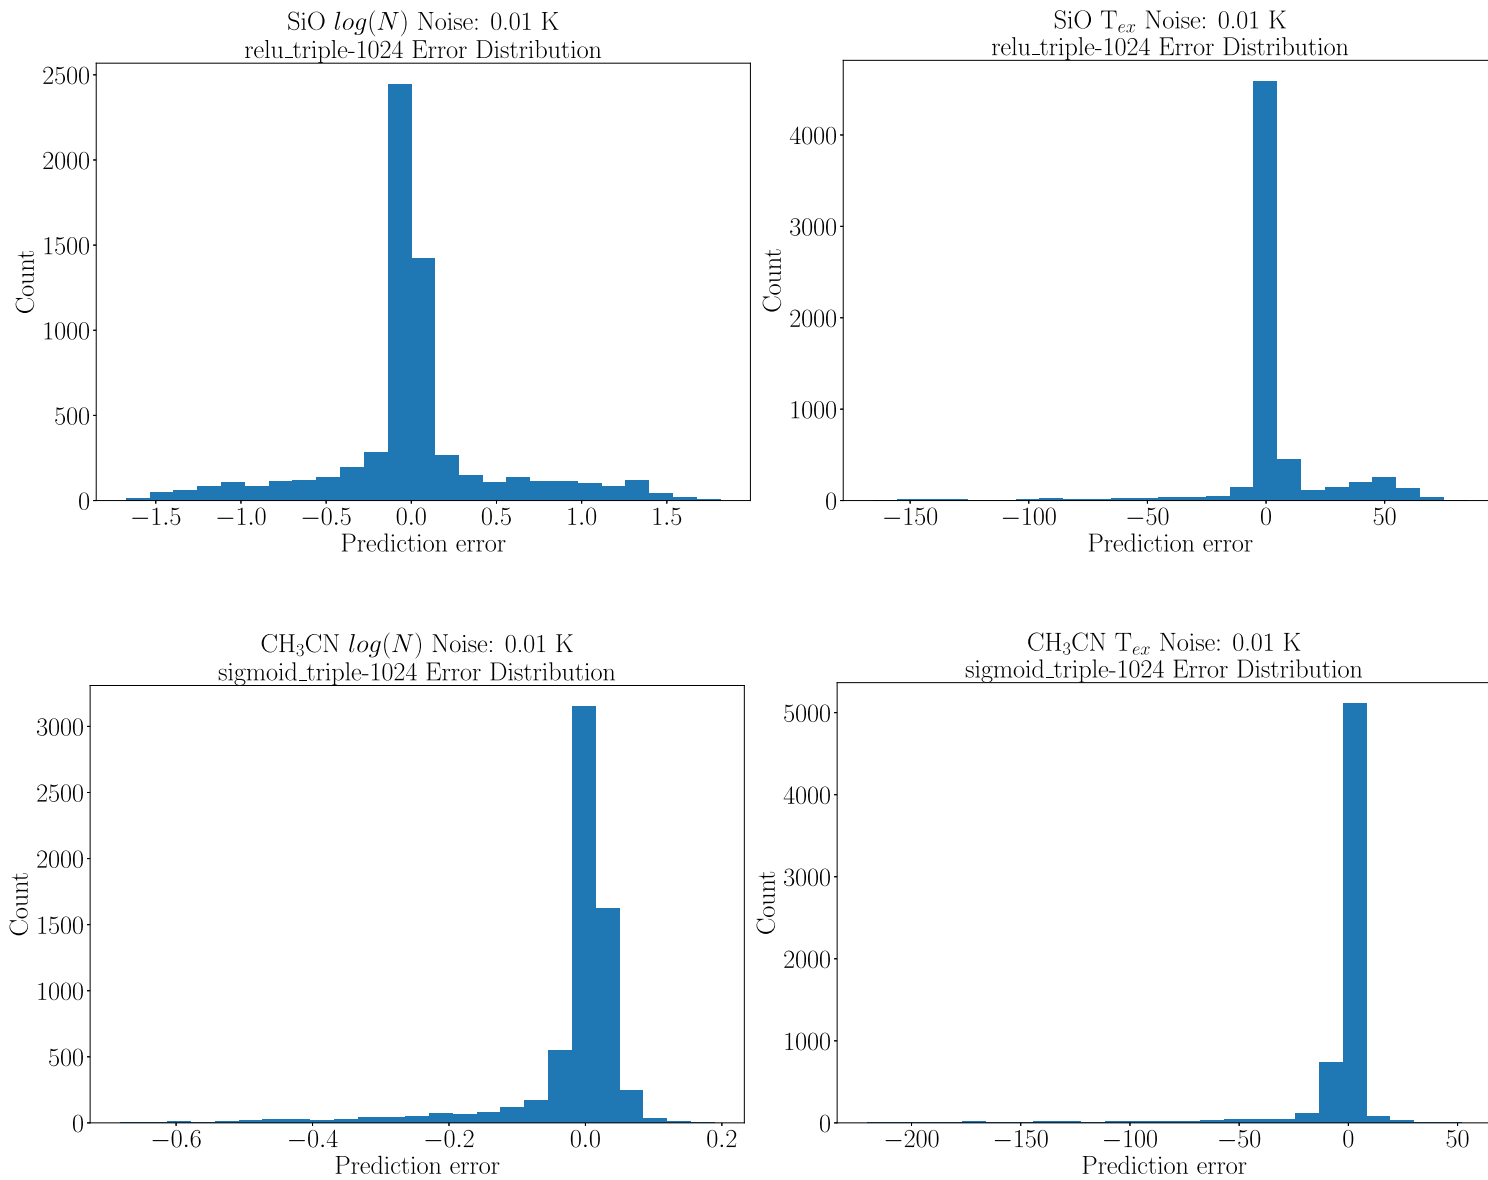 SiO log(N) Noise: 0.01 K
relu_triple-1024 Error Distribution
2500
2000
1500
1000
500
0
Count
−1.5 −1.0 −0.5 0.0 0.5 1.0 1.5
Prediction error
SiO T_ex Noise: 0.01 K
relu_triple-1024 Error Distribution
4000
3000
2000
1000
0
Count
−150 −100 −50 0 50
Prediction error
CH₃CN log(N) Noise: 0.01 K
sigmoid_triple-1024 Error Distribution
3000
2500
2000
1500
1000
500
0
Count
−0.6 −0.4 −0.2 0.0 0.2
Prediction error
CH₃CN T_ex Noise: 0.01 K
sigmoid_triple-1024 Error Distribution
5000
4000
3000
2000
1000
0
Count
−200 −150 −100 −50 0 50
Prediction error